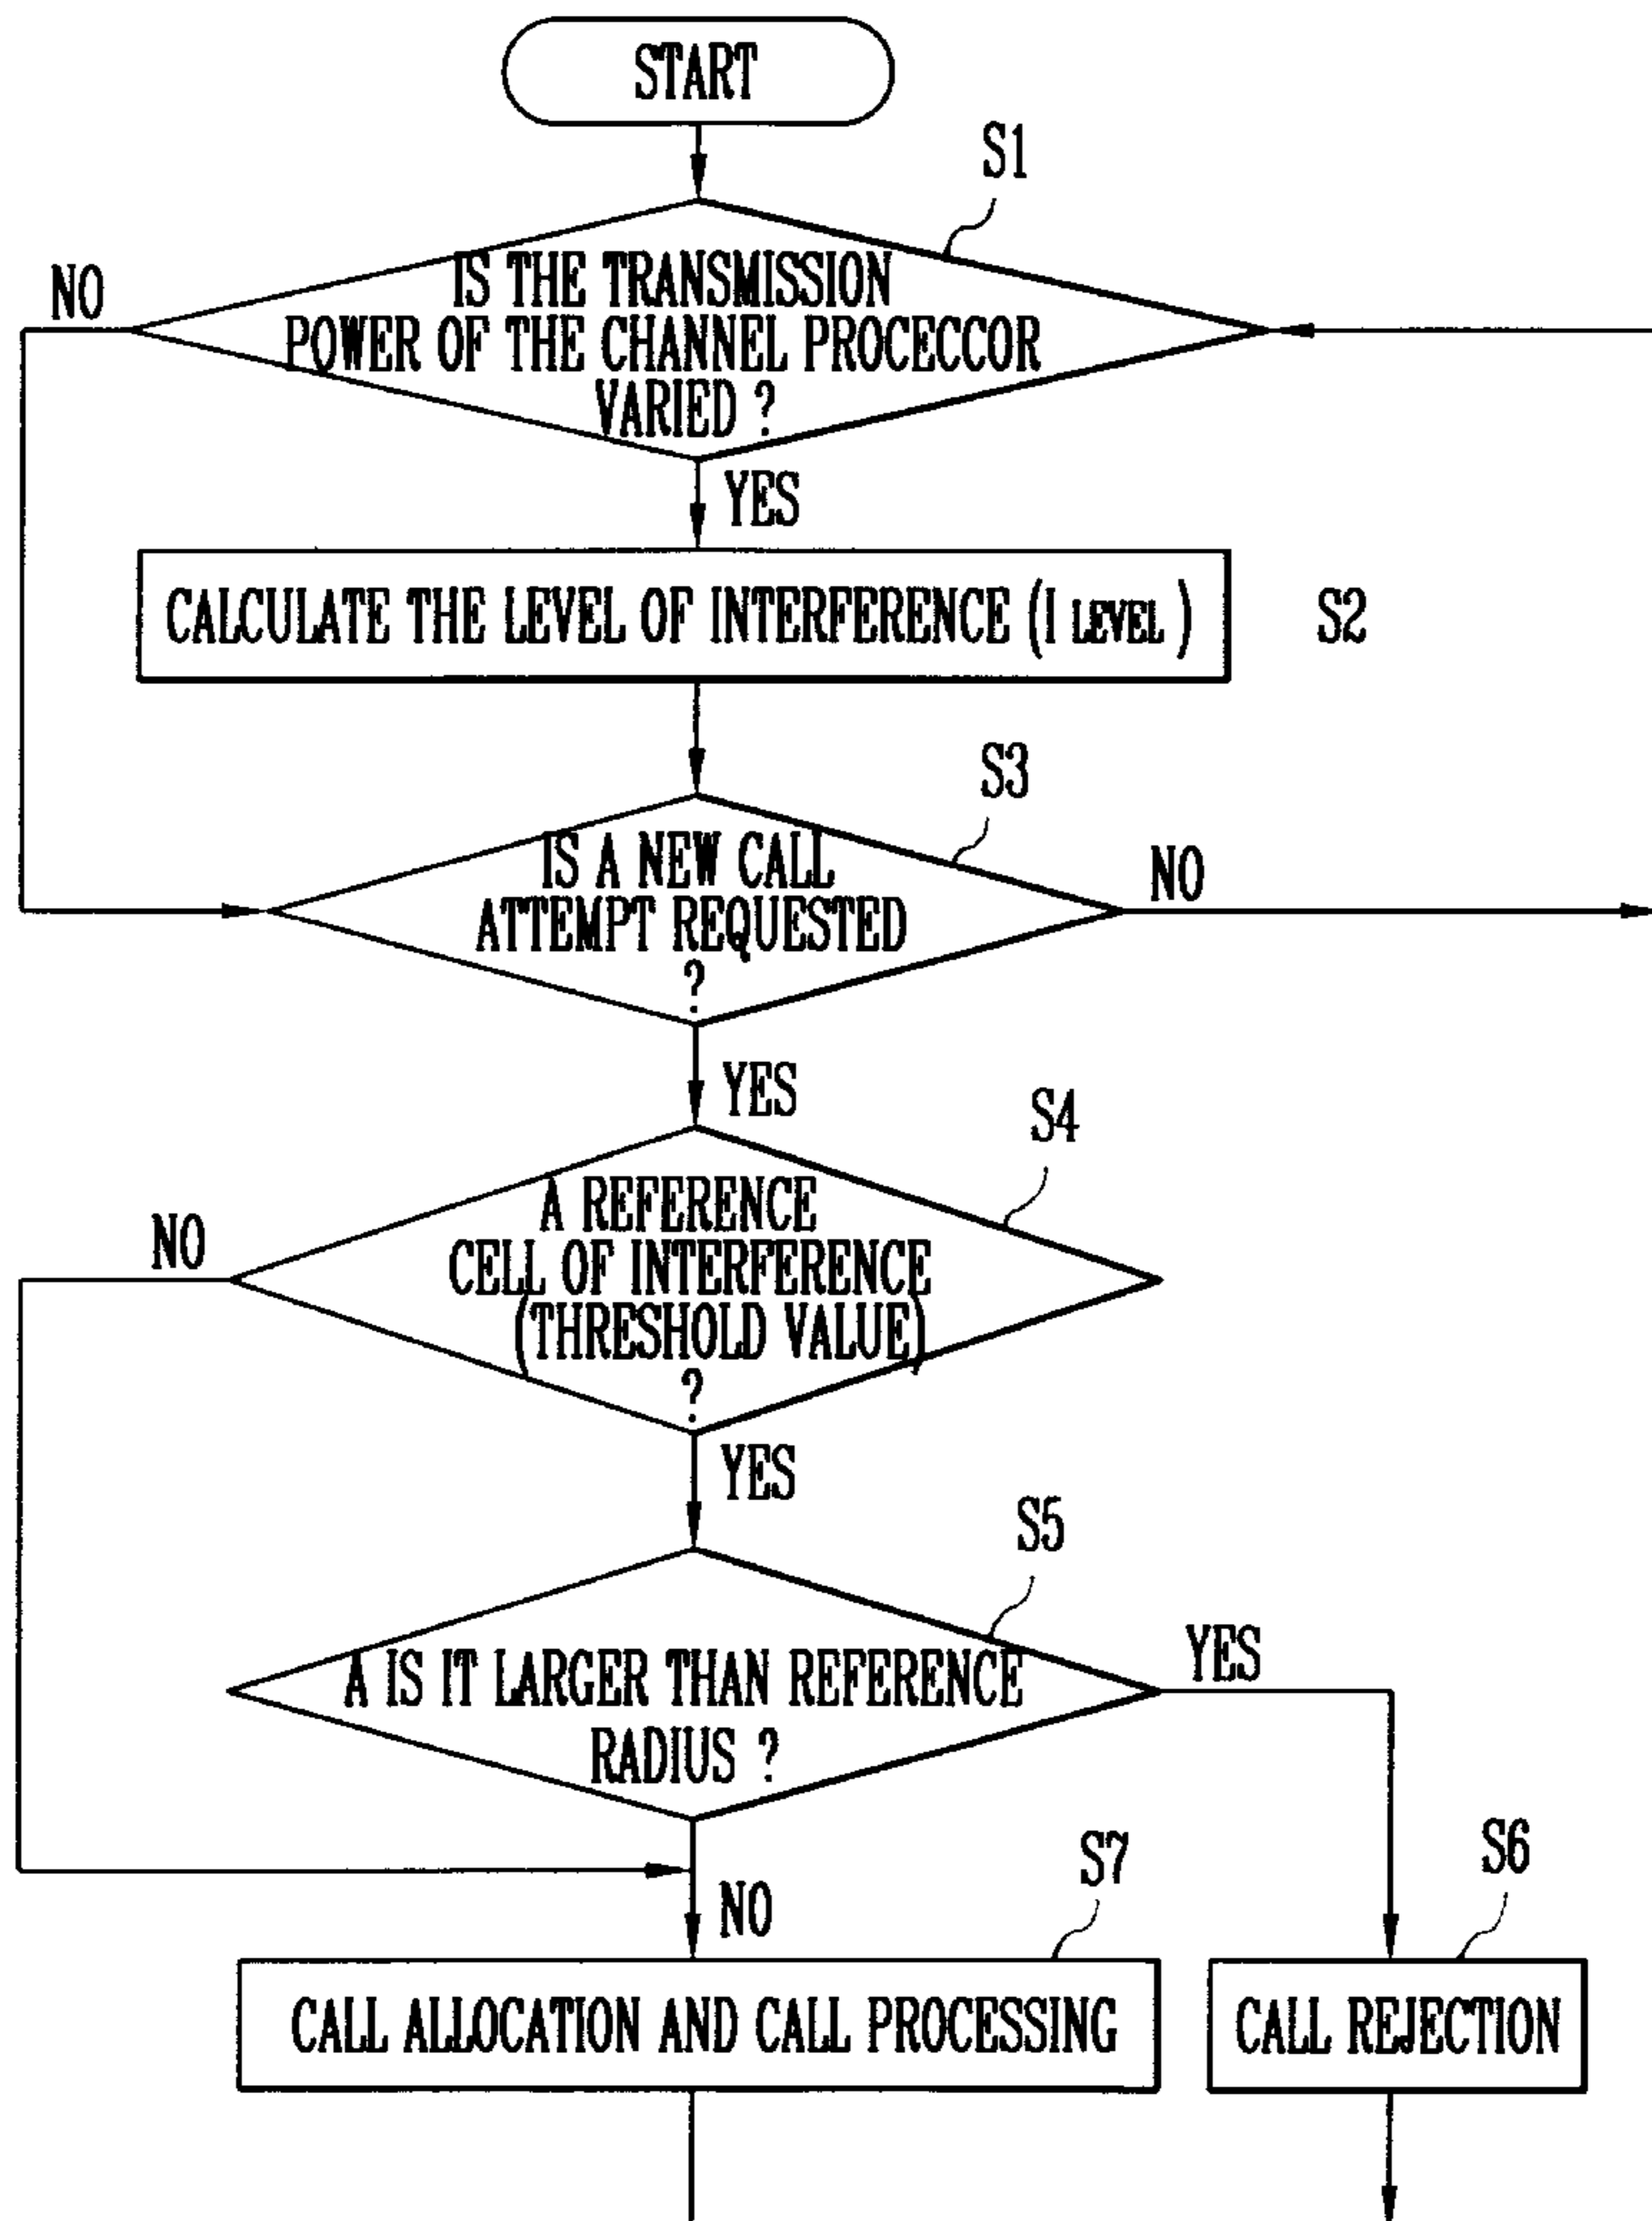 START
S1
NO
IS THE TRANSMISSION
POWER OF THE CHANNEL PROCECCOR
VARIED ?
YES
CALCULATE THE LEVEL OF INTERFERENCE (I LEVEL )
S2
S3
IS A NEW CALL
ATTEMPT REQUESTED
?
NO
YES
S4
A REFERENCE
CELL OF INTERFERENCE
(THRESHOLD VALUE)
?
NO
YES
S5
A IS IT LARGER THAN REFERENCE
RADIUS ?
YES
S7
S6
NO
CALL ALLOCATION AND CALL PROCESSING
CALL REJECTION